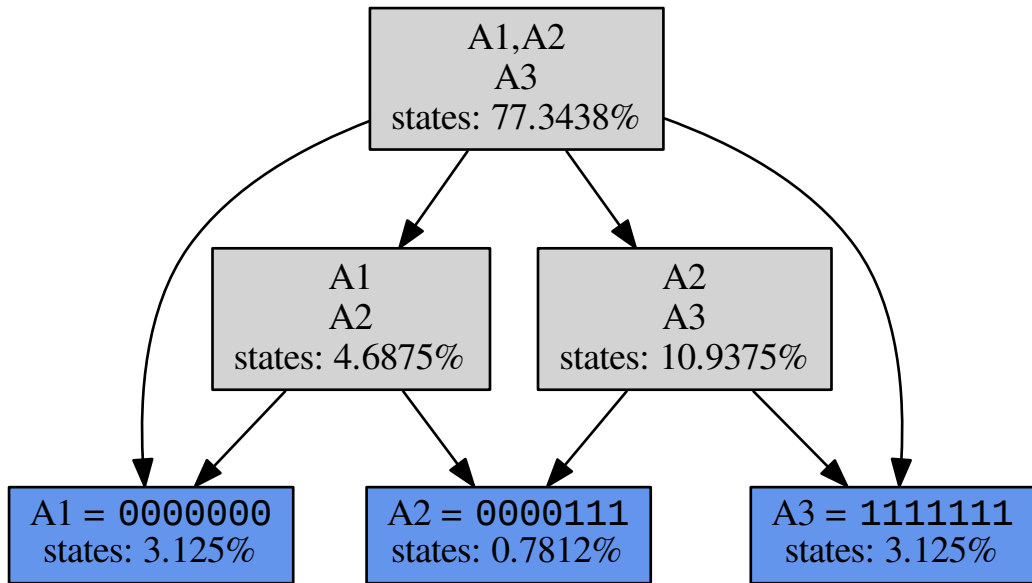 A1,A2
A3
states: 77.3438%
A1
A2
states: 4.6875%
A2
A3
states: 10.9375%
A1 = 0000000
states: 3.125%
A2 = 0000111
states: 0.7812%
A3 = 1111111
states: 3.125%